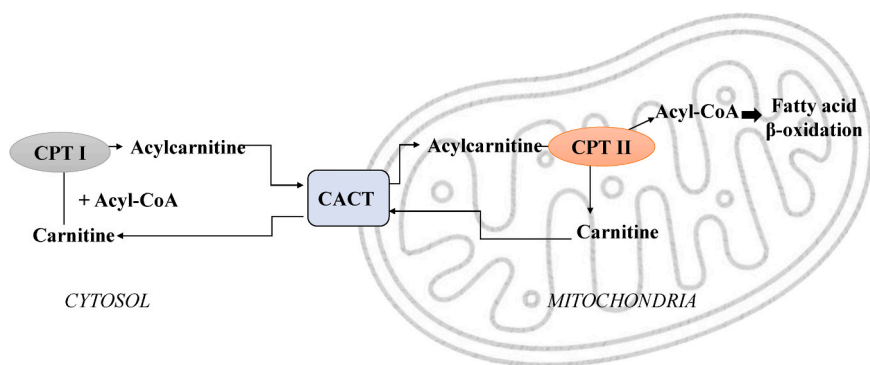 Acyl-CoA
Fatty acid
β-oxidation
CPT I
Acylcarnitine
Acylcarnitine
CPT II
+ Acyl-CoA
CACT
Carnitine
Carnitine
CYTOSOL
MITOCHONDRIA